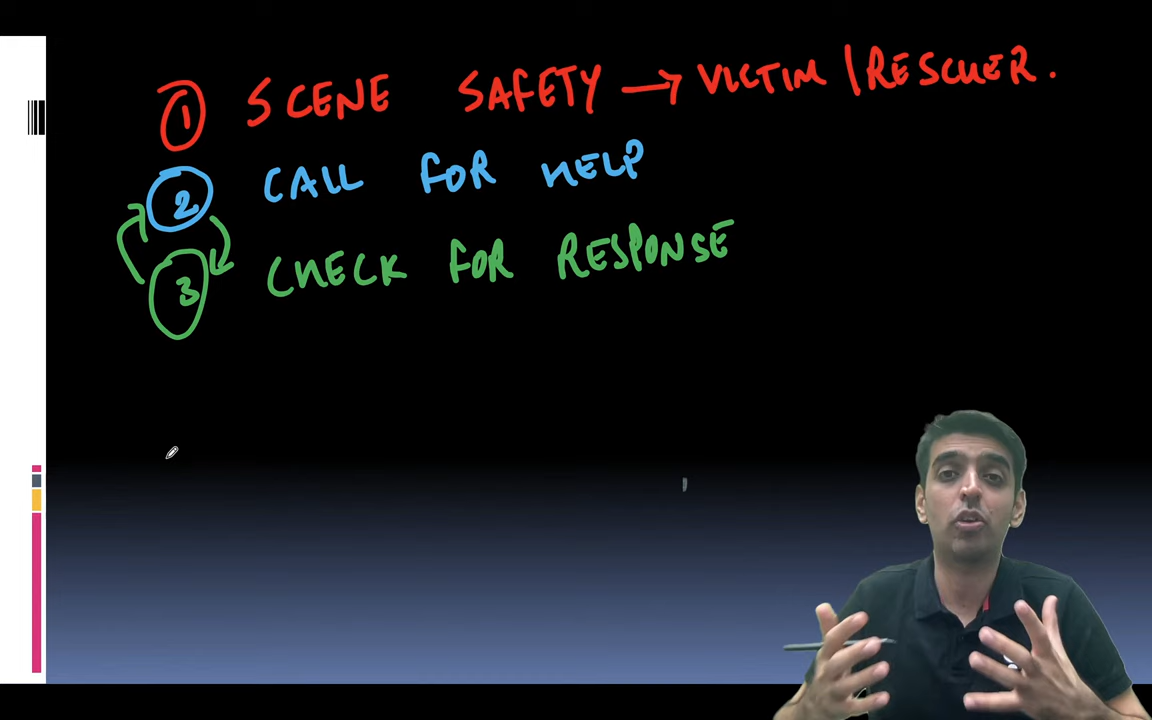 1 SCENE SAFETY → VICTIM / RESCUER.
2 CALL FOR HELP
3 CHECK FOR RESPONSE